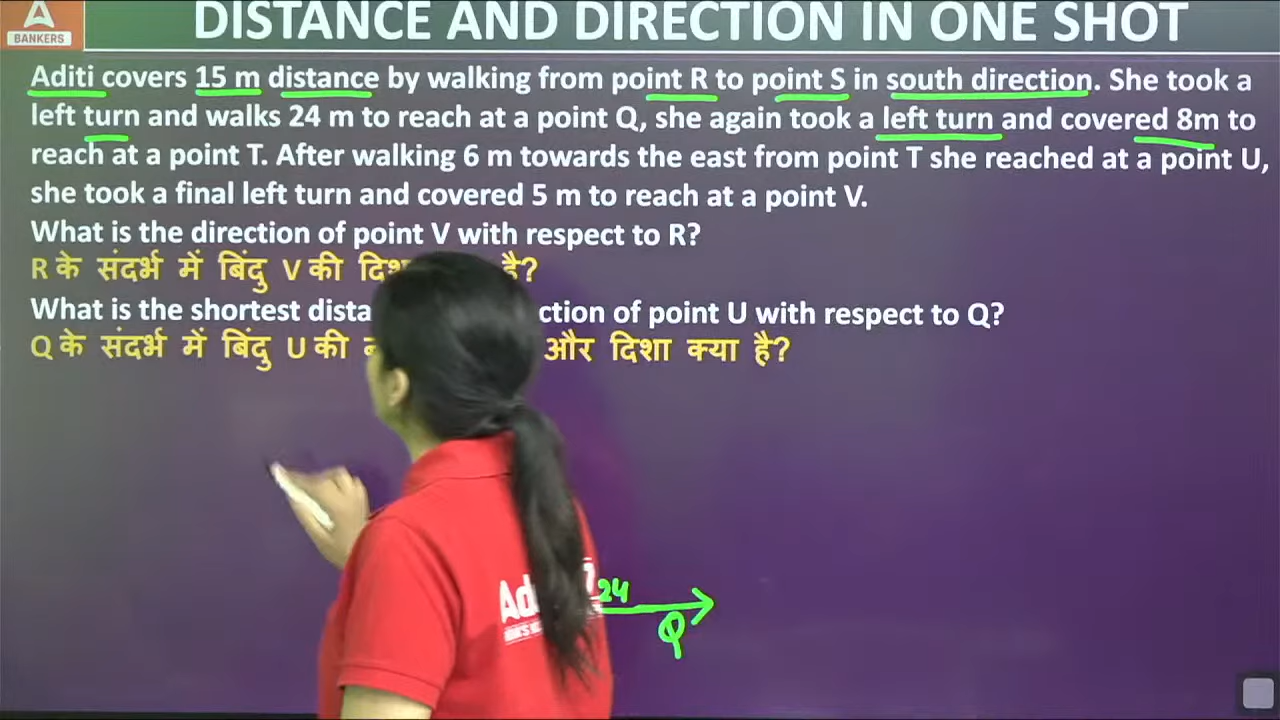 DISTANCE AND DIRECTION IN ONE SHOT
A
BANKERS
Aditi covers 15 m distance by walking from point R to point S in south direction. She took a
left turn and walks 24 m to reach at a point Q, she again took a left turn and covered 8m to
reach at a point T. After walking 6 m towards the east from point T she reached at a point U,
she took a final left turn and covered 5 m to reach at a point V.
What is the direction of point V with respect to R?
R के संदर्भ में बिंदु V की है?
What is the shortest of point U with respect to Q?
Q के संदर्भ में बिंदु U की और दिशा क्या है?
24
Q